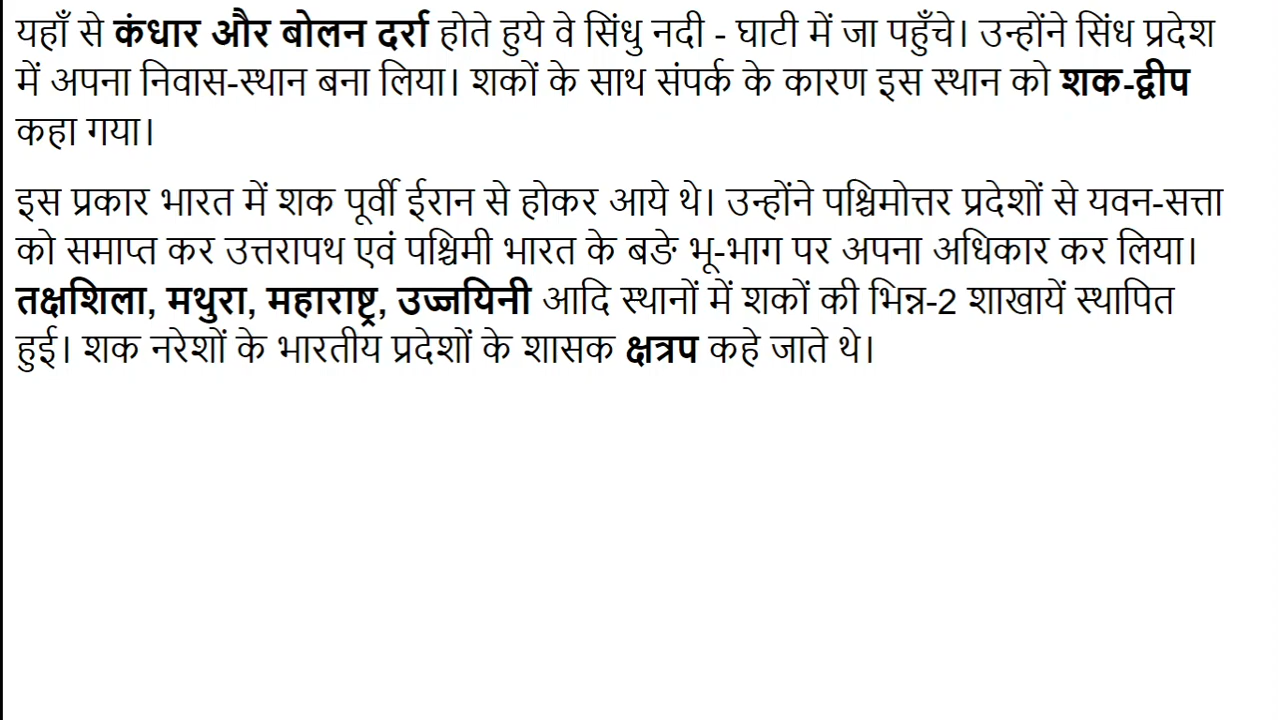 यहाँ से कंधार और बोलन दर्रा होते हुये वे सिंधु नदी - घाटी में जा पहुँचे। उन्होंने सिंध प्रदेश
में अपना निवास-स्थान बना लिया। शकों के साथ संपर्क के कारण इस स्थान को शक-द्वीप
कहा गया।
इस प्रकार भारत में शक पूर्वी ईरान से होकर आये थे। उन्होंने पश्चिमोत्तर प्रदेशों से यवन-सत्ता
को समाप्त कर उत्तरापथ एवं पश्चिमी भारत के बङे भू-भाग पर अपना अधिकार कर लिया।
तक्षशिला, मथुरा, महाराष्ट्र, उज्जयिनी आदि स्थानों में शकों की भिन्न-2 शाखायें स्थापित
हुई। शक नरेशों के भारतीय प्रदेशों के शासक क्षत्रप कहे जाते थे।